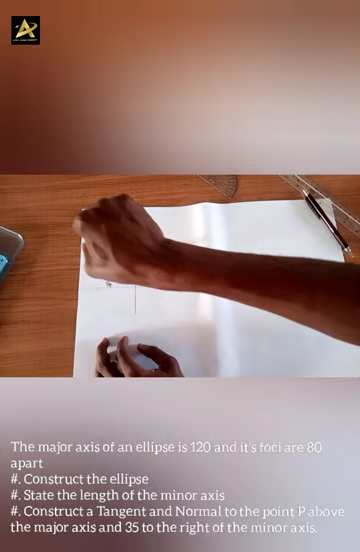 The major axis of an ellipse is 120 and it's foci are 80
apart
#. Construct the ellipse
#. State the length of the minor axis
#. Construct a Tangent and Normal to the point P above
the major axis and 35 to the right of the minor axis.